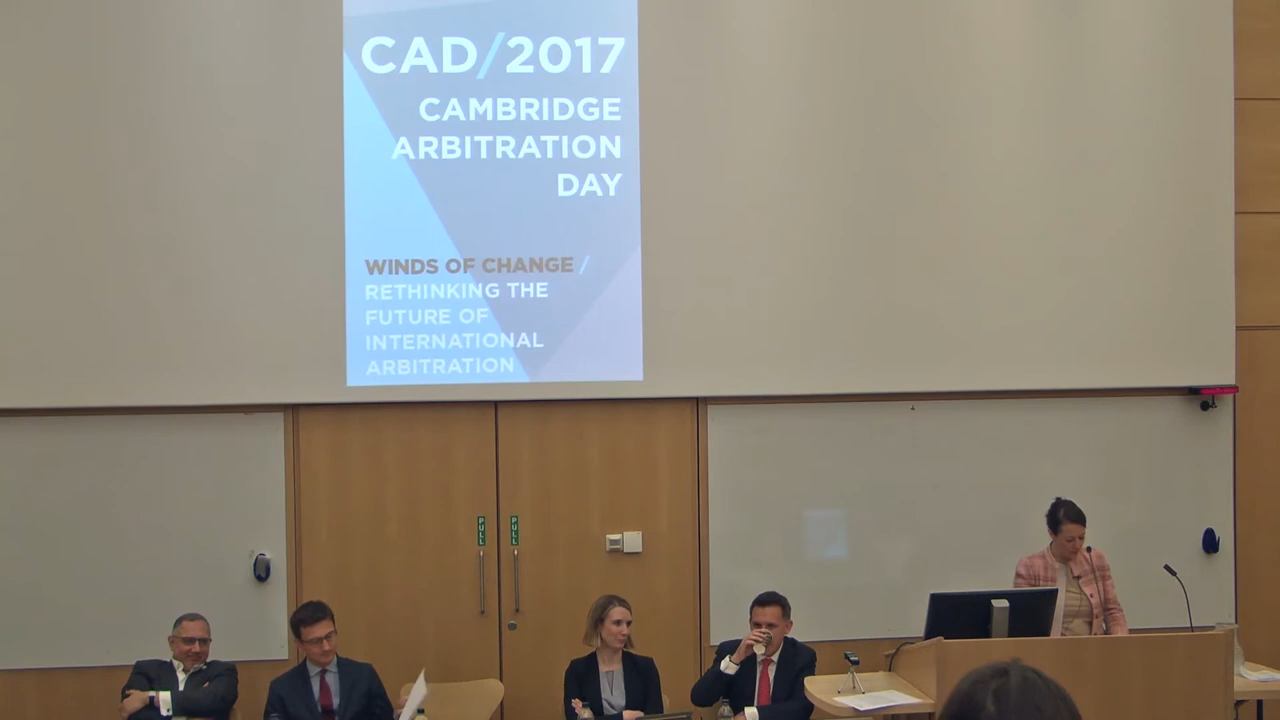 CAD/2017
CAMBRIDGE
ARBITRATION
DAY
WINDS OF CHANGE /
RETHINKING THE
FUTURE OF
INTERNATIONAL
ARBITRATION
PULL
PULL